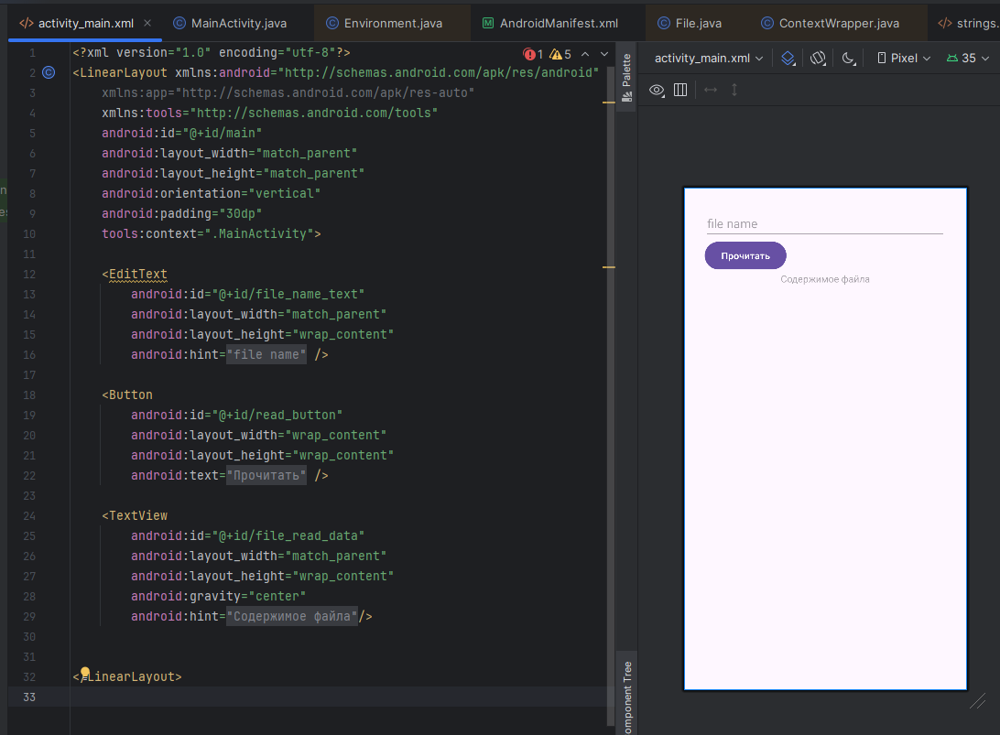 activity_main.xml
MainActivity.java
Environment.java
AndroidManifest.xml
File.java
ContextWrapper.java
strings.
1 <?xml version="1.0" encoding="utf-8"?>
1 5
2 <LinearLayout xmlns:android="http://schemas.android.com/apk/res/android"
3 xmlns:app="http://schemas.android.com/apk/res-auto"
4 xmlns:tools="http://schemas.android.com/tools"
5 android:id="@+id/main"
6 android:layout_width="match_parent"
7 android:layout_height="match_parent"
8 android:orientation="vertical"
9 android:padding="30dp"
10 tools:context=".MainActivity">
11
12 <EditText
13 android:id="@+id/file_name_text"
14 android:layout_width="match_parent"
15 android:layout_height="wrap_content"
16 android:hint="file name" />
17
18 <Button
19 android:id="@+id/read_button"
20 android:layout_width="wrap_content"
21 android:layout_height="wrap_content"
22 android:text="Прочитать" />
23
24 <TextView
25 android:id="@+id/file_read_data"
26 android:layout_width="match_parent"
27 android:layout_height="wrap_content"
28 android:gravity="center"
29 android:hint="Содержимое файла"/>
30
31
32 </LinearLayout>
33
Palette
omponent Tree
activity_main.xml
Pixel
35
file name
Прочитать
Содержимое файла